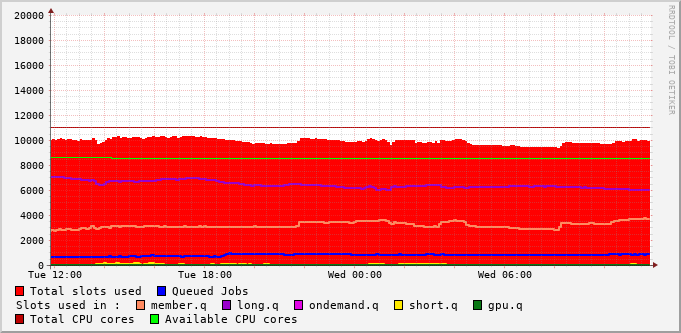 RRDTOOL / TOBI OETIKER
20000
18000
16000
14000
12000
10000
8000
6000
4000
2000
0
Tue 12:00 Tue 18:00 Wed 00:00 Wed 06:00
Total slots used Queued Jobs
Slots used in : member.q long.q ondemand.q short.q gpu.q
Total CPU cores Available CPU cores